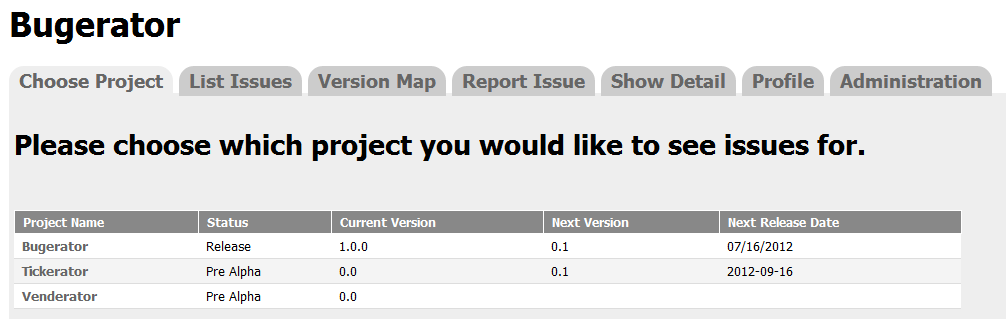 Bugerator
Choose Project List Issues Version Map Report Issue Show Detail Profile Administration
Please choose which project you would like to see issues for.
Project Name Status Current Version Next Version Next Release Date
Bugerator Release 1.0.0 0.1 07/16/2012
Tickerator Pre Alpha 0.0 0.1 2012-09-16
Venderator Pre Alpha 0.0